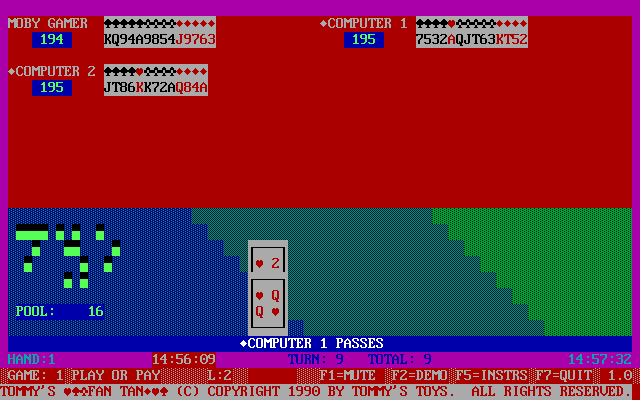 MOBY GAMER ♠♠♠♠♣♣♣♣♣♦♦♦♦♦ ♦COMPUTER 1 ♠♠♠♠♥♣♣♣♣♣♦♦♦♦
194 KQ94A9854J9763 195 7532AQJT63KT52
♦COMPUTER 2 ♠♠♠♠♥♣♣♣♣♦♦♦♦
195 JT86KK72AQ84A
♥ 2
♥ Q
Q ♥
POOL: 16
♦COMPUTER 1 PASSES
HAND:1 14:56:09 TURN: 9 TOTAL: 9 14:57:32
GAME: 1 PLAY OR PAY L:2 F1=MUTE F2=DEMO F5=INSTRS F7=QUIT 1.0
TOMMY'S ♥♠♣FAN TAN♦♥♠ (C) COPYRIGHT 1990 BY TOMMY'S TOYS. ALL RIGHTS RESERVED.